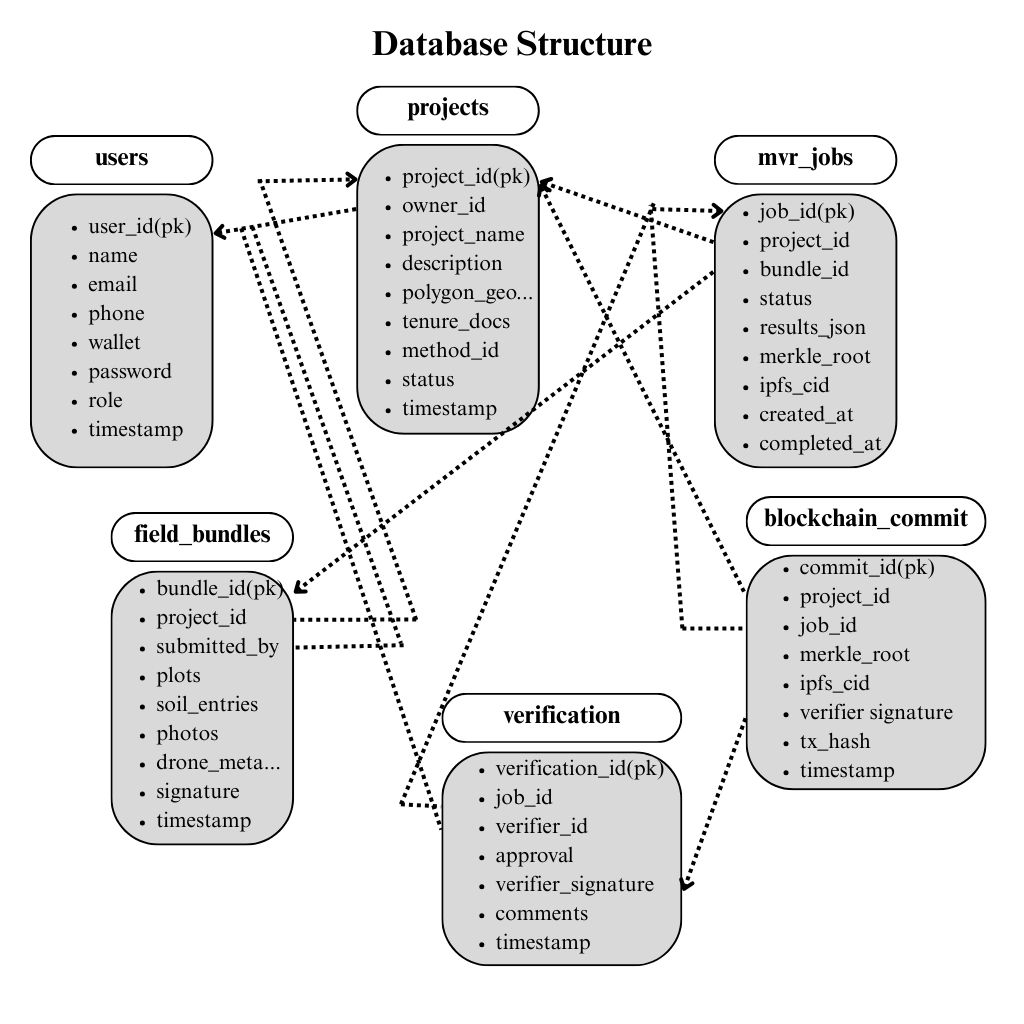 Database Structure
users
user_id(pk)
name
email
phone
wallet
password
role
timestamp
projects
project_id(pk)
owner_id
project_name
description
polygon_geo...
tenure_docs
method_id
status
timestamp
mvr_jobs
job_id(pk)
project_id
bundle_id
status
results_json
merkle_root
ipfs_cid
created_at
completed_at
field_bundles
bundle_id(pk)
project_id
submitted_by
plots
soil_entries
photos
drone_meta...
signature
timestamp
verification
verification_id(pk)
job_id
verifier_id
approval
verifier_signature
comments
timestamp
blockchain_commit
commit_id(pk)
project_id
job_id
merkle_root
ipfs_cid
verifier signature
tx_hash
timestamp